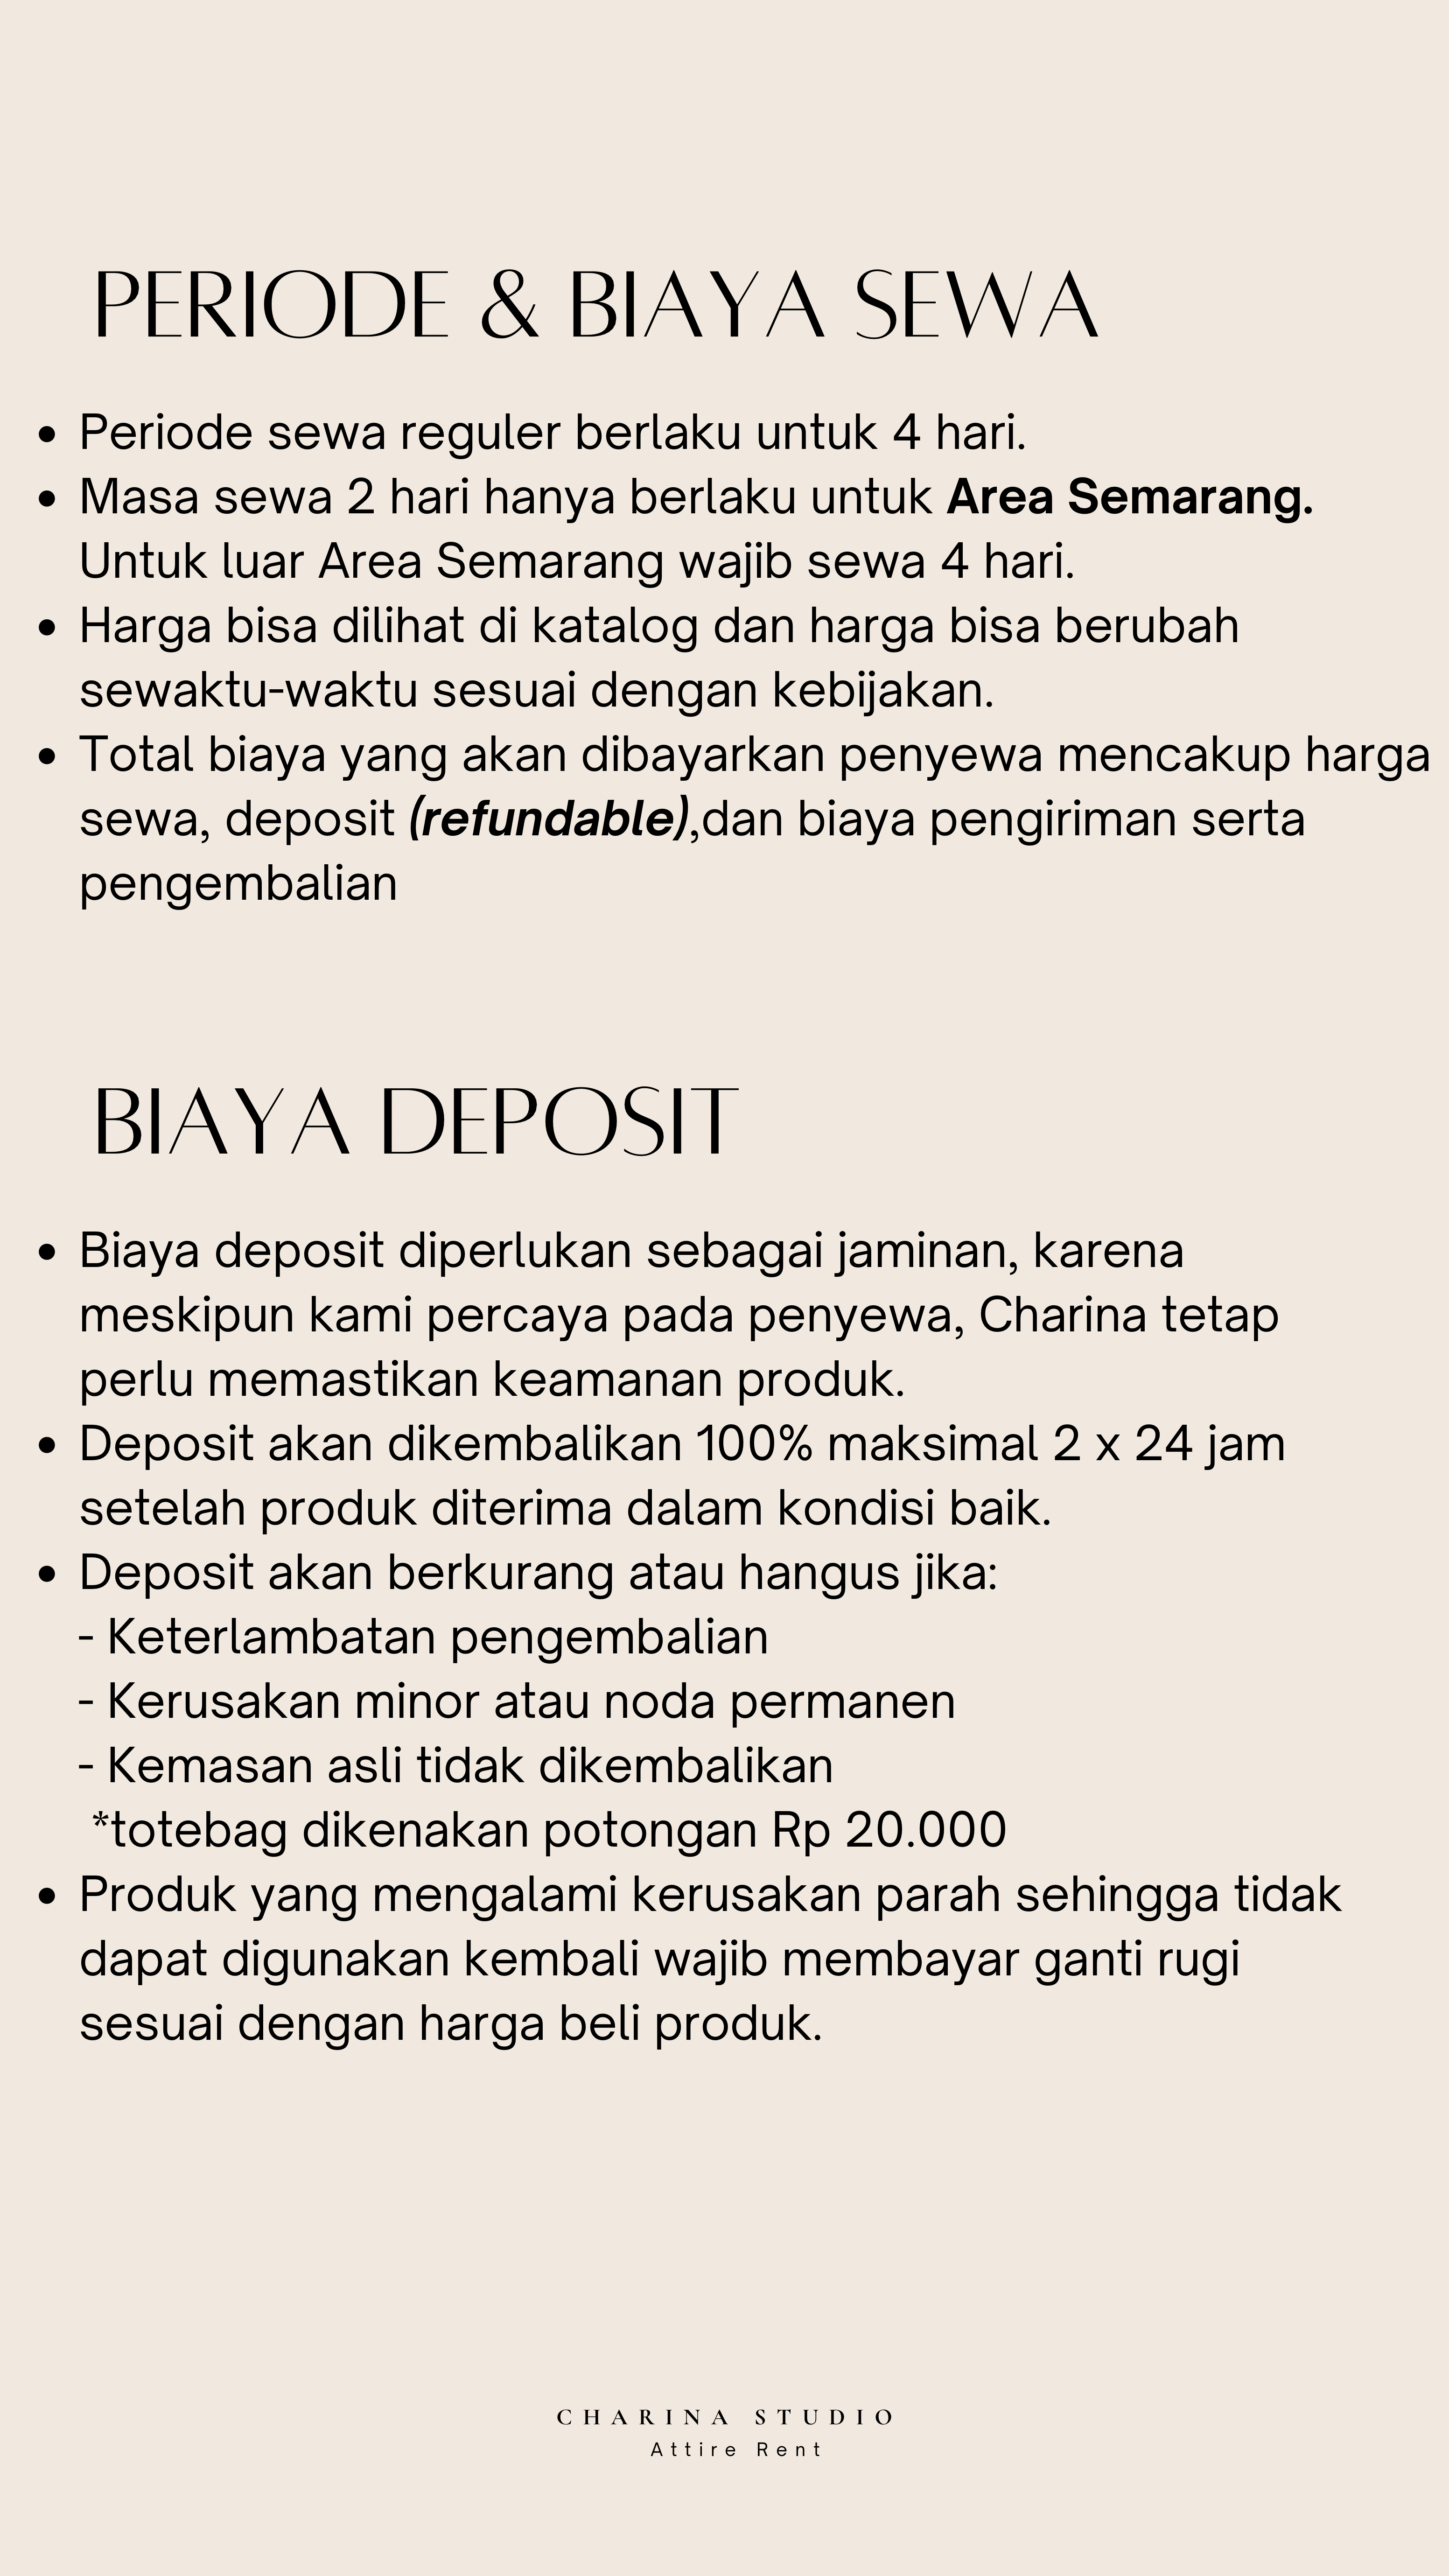 PERIODE & BIAYA SEWA
• Periode sewa reguler berlaku untuk 4 hari.
• Masa sewa 2 hari hanya berlaku untuk Area Semarang.
Untuk luar Area Semarang wajib sewa 4 hari.
• Harga bisa dilihat di katalog dan harga bisa berubah
sewaktu-waktu sesuai dengan kebijakan.
• Total biaya yang akan dibayarkan penyewa mencakup harga
sewa, deposit (refundable),dan biaya pengiriman serta
pengembalian
BIAYA DEPOSIT
• Biaya deposit diperlukan sebagai jaminan, karena
meskipun kami percaya pada penyewa, Charina tetap
perlu memastikan keamanan produk.
• Deposit akan dikembalikan 100% maksimal 2 x 24 jam
setelah produk diterima dalam kondisi baik.
• Deposit akan berkurang atau hangus jika:
- Keterlambatan pengembalian
- Kerusakan minor atau noda permanen
- Kemasan asli tidak dikembalikan
*totebag dikenakan potongan Rp 20.000
• Produk yang mengalami kerusakan parah sehingga tidak
dapat digunakan kembali wajib membayar ganti rugi
sesuai dengan harga beli produk.
CHARINA STUDIO
Attire Rent